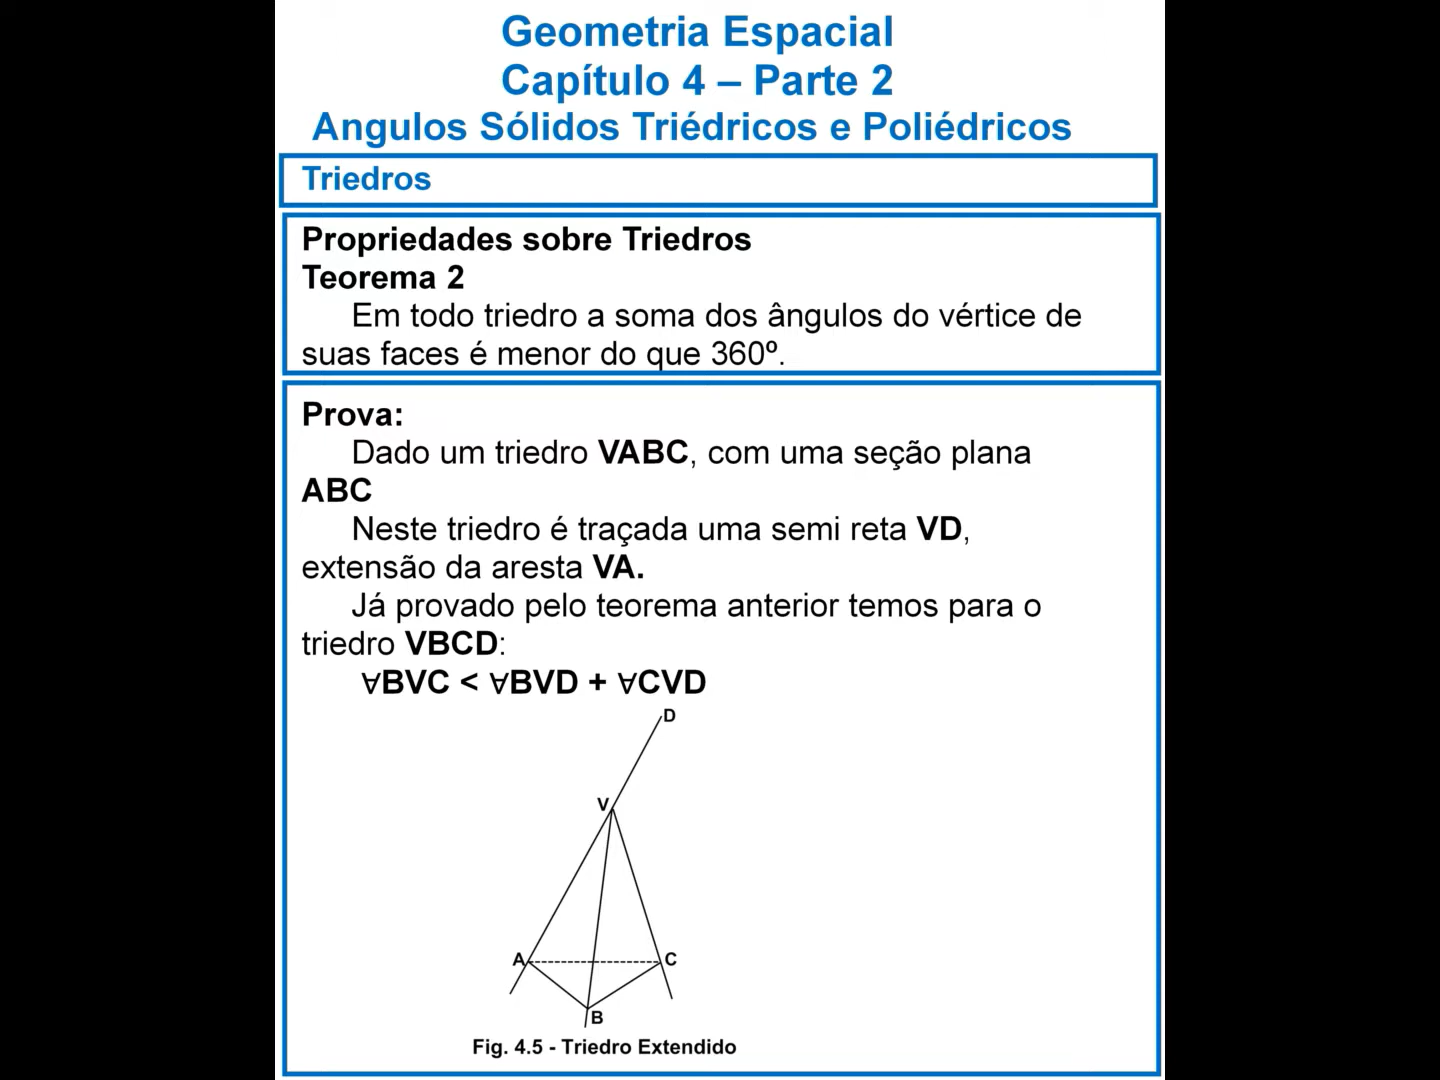 Geometria Espacial
Capítulo 4 – Parte 2
Angulos Sólidos Triédricos e Poliédricos
Triedros
Propriedades sobre Triedros
Teorema 2
Em todo triedro a soma dos ângulos do vértice de
suas faces é menor do que 360º.
Prova:
Dado um triedro VABC, com uma seção plana
ABC
Neste triedro é traçada uma semi reta VD,
extensão da aresta VA.
Já provado pelo teorema anterior temos para o
triedro VBCD:
∀BVC < ∀BVD + ∀CVD
D
V
A
C
B
Fig. 4.5 - Triedro Extendido